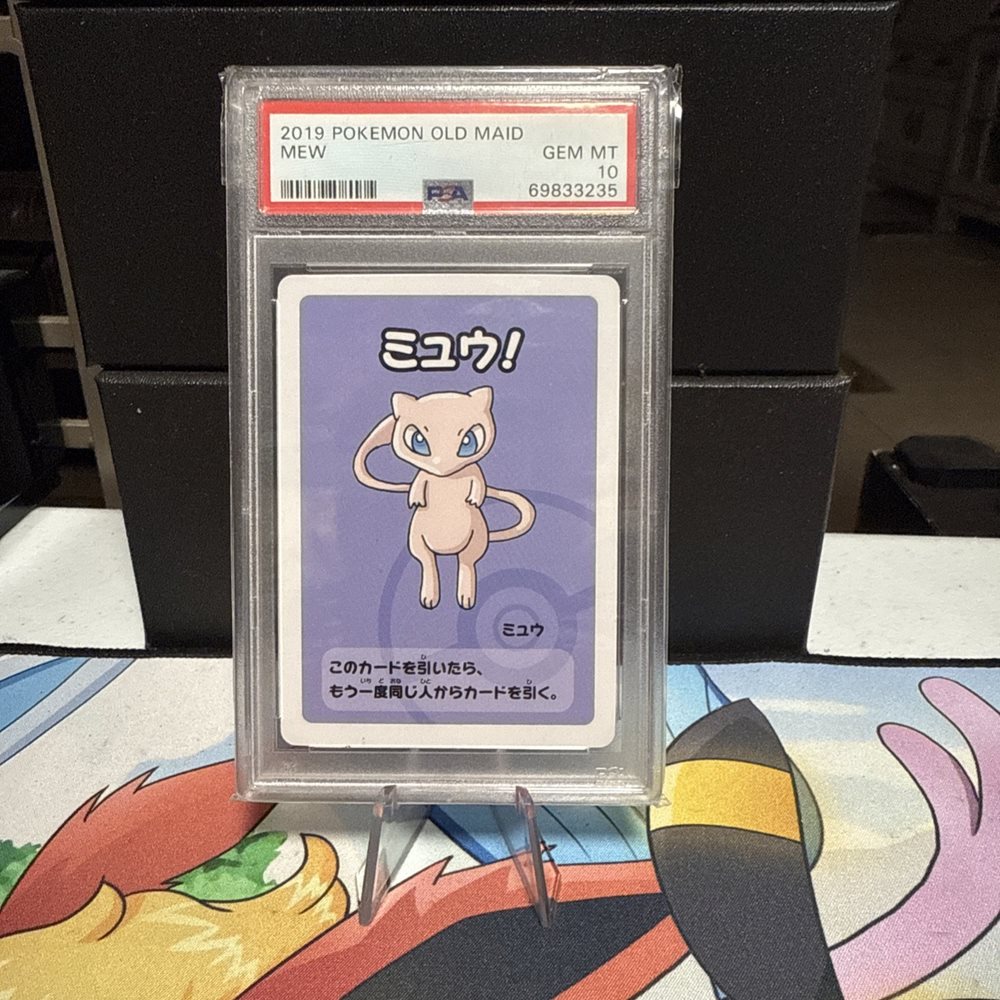 2019 POKEMON OLD MAID
MEW
GEM MT
10
PSA
69833235
ミュウ!
ミュウ
このカードを引いたら、
もう一度同じ人からカードを引く。